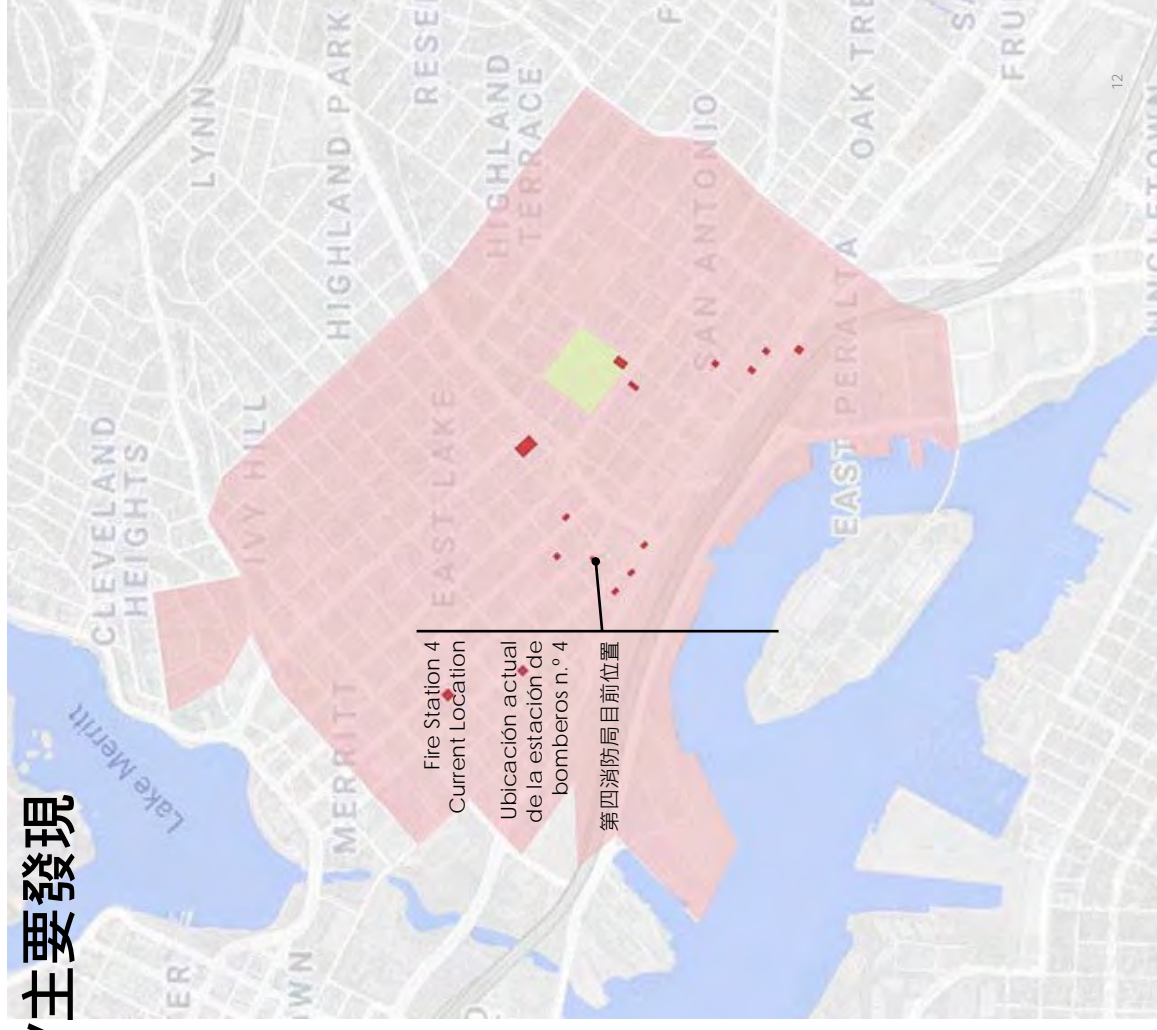 /主要發現
Lake Merritt
CLEVELAND
HEIGHTS
LYNN
IVY HILL
HIGHLAND PARK
MERRITT
EAST LAKE
HIGHLAND
TERRACE
SAN ANTONIO
OAK TRE
EAST PERALTA
FRU
Fire Station 4
Current Location
Ubicación actual
de la estación de
bomberos n.º 4
第四消防局目前位置
12